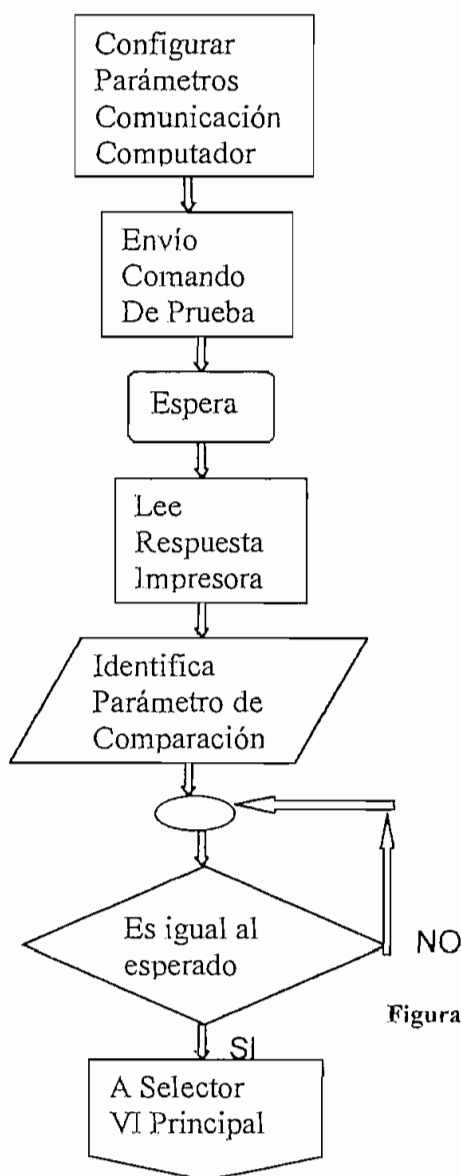 Configurar
Parámetros
Comunicación
Computador
Envío
Comando
De Prueba
Espera
Lee
Respuesta
Impresora
Identifica
Parámetro de
Comparación
Es igual al
esperado
NO
Figura
SI
A Selector
VI Principal